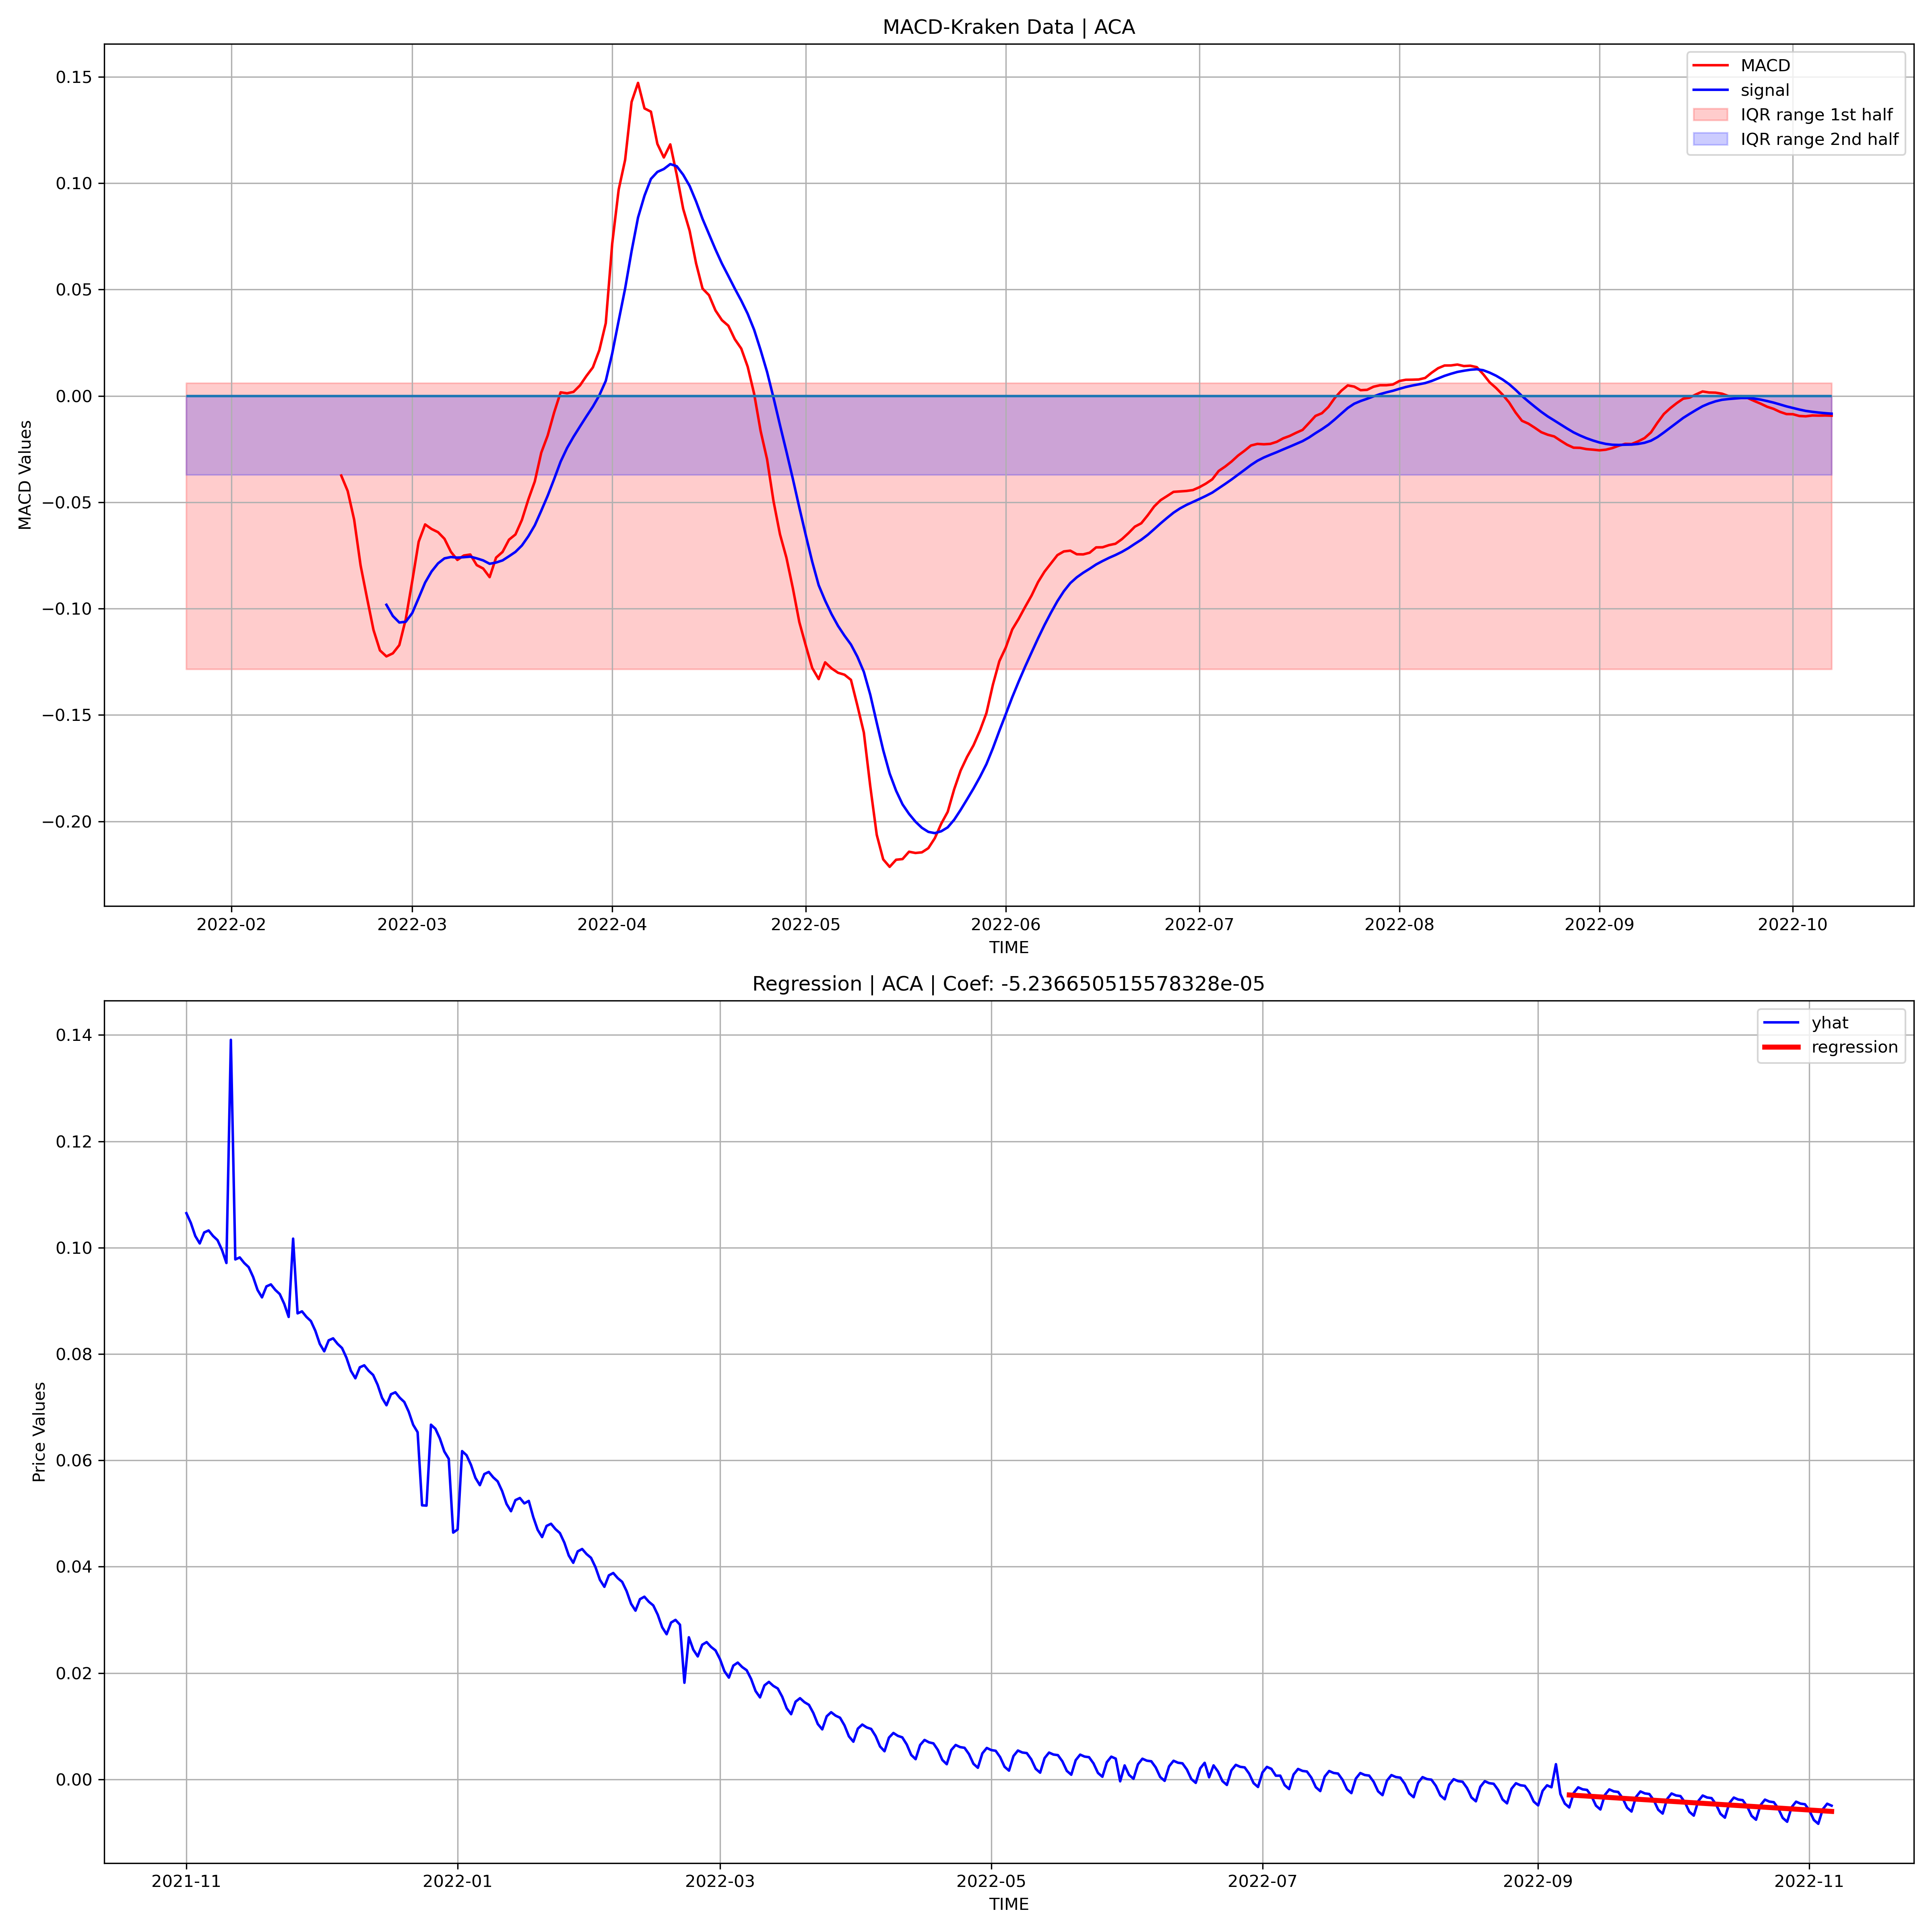 MACD-Kraken Data | ACA
MACD
signal
IQR range 1st half
IQR range 2nd half
0.15
0.10
0.05
0.00
−0.05
−0.10
−0.15
−0.20
MACD Values
2022-02 2022-03 2022-04 2022-05 2022-06 2022-07 2022-08 2022-09 2022-10
TIME
Regression | ACA | Coef: -5.236650515578328e-05
yhat
regression
0.14
0.12
0.10
0.08
0.06
0.04
0.02
0.00
Price Values
2021-11 2022-01 2022-03 2022-05 2022-07 2022-09 2022-11
TIME